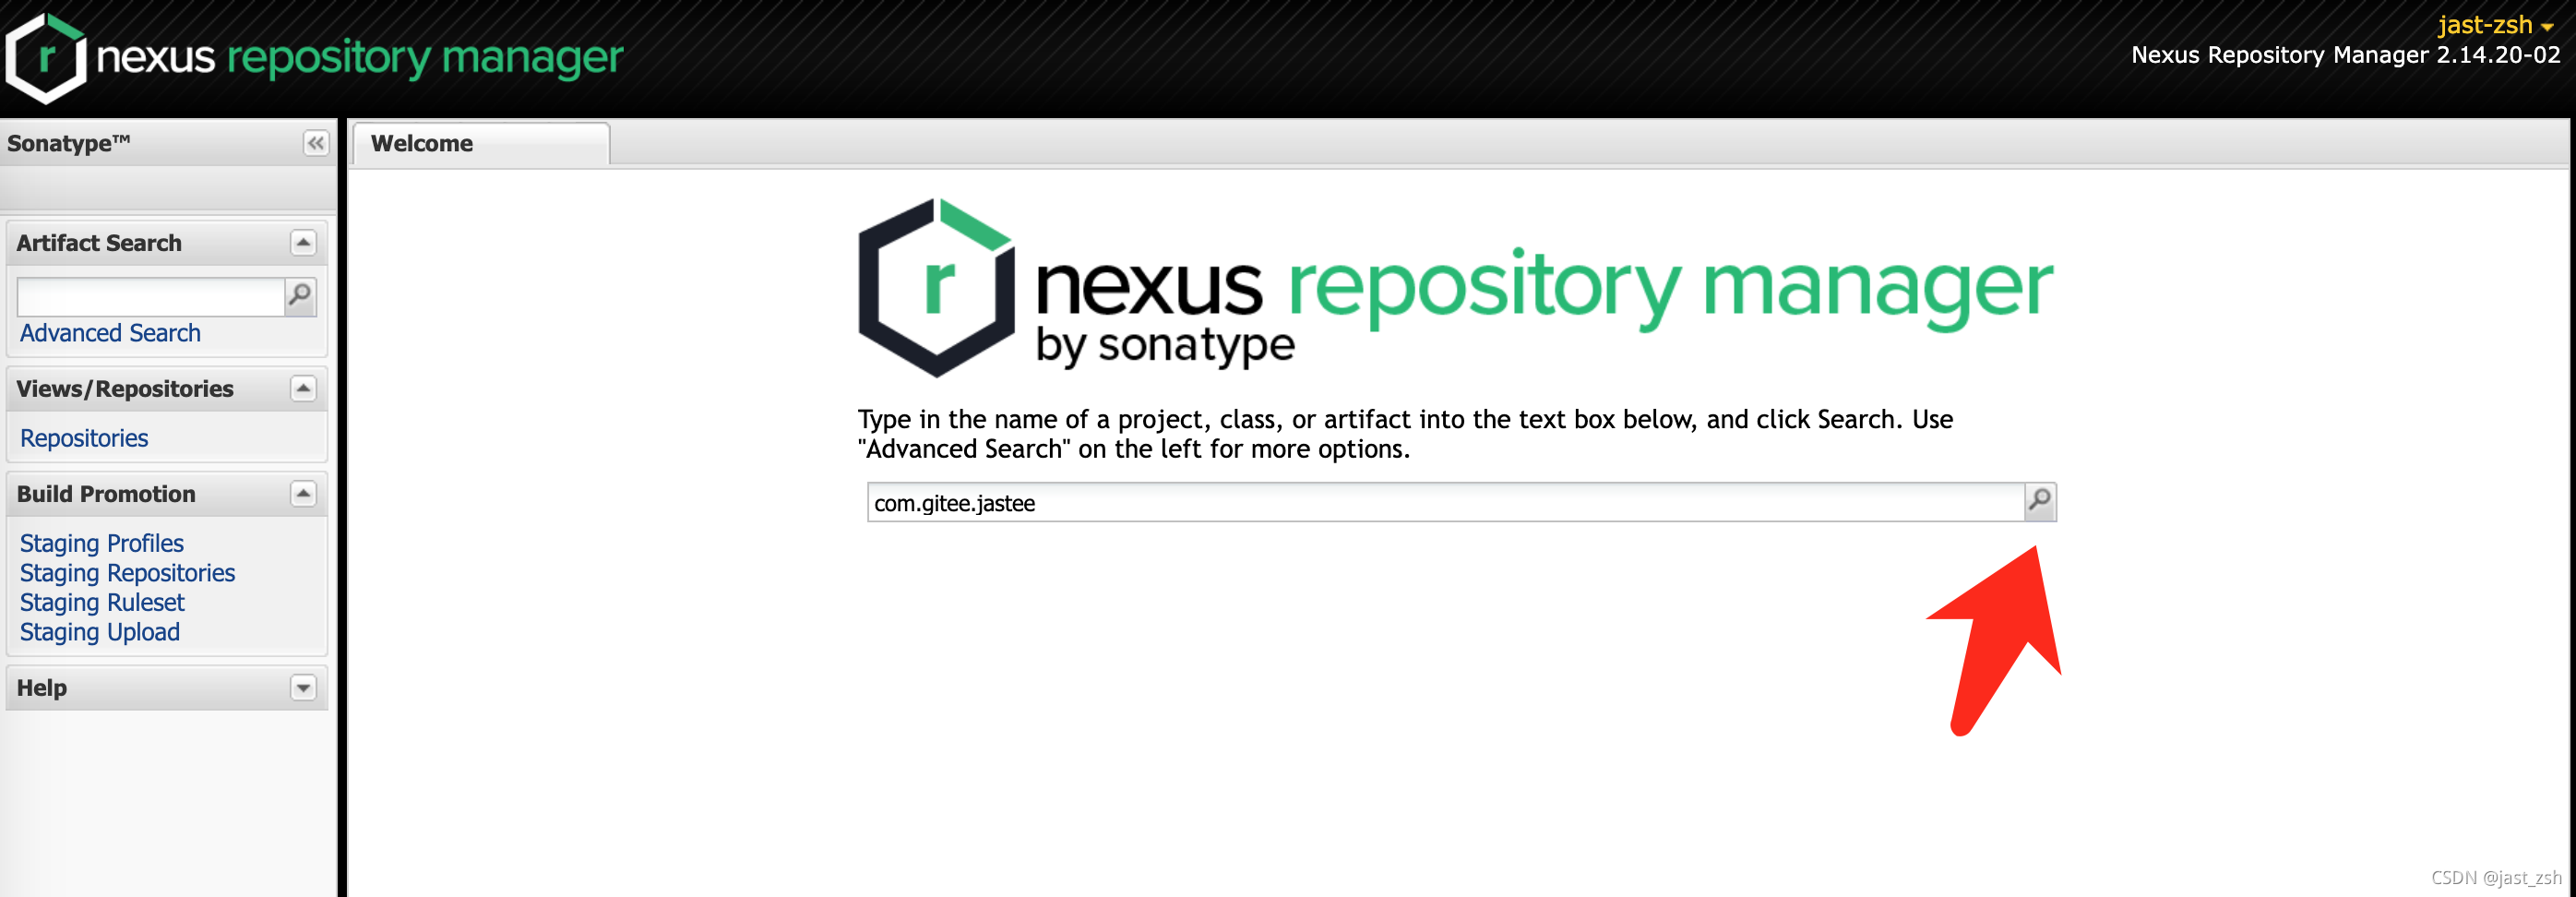 r nexus repository manager
jast-zsh
Nexus Repository Manager 2.14.20-02
Sonatype™
Welcome
Artifact Search
Advanced Search
Views/Repositories
Repositories
Build Promotion
Staging Profiles
Staging Repositories
Staging Ruleset
Staging Upload
Help
r nexus repository manager
by sonatype
Type in the name of a project, class, or artifact into the text box below, and click Search. Use
"Advanced Search" on the left for more options.
com.gitee.jastee
CSDN @jast_zsh